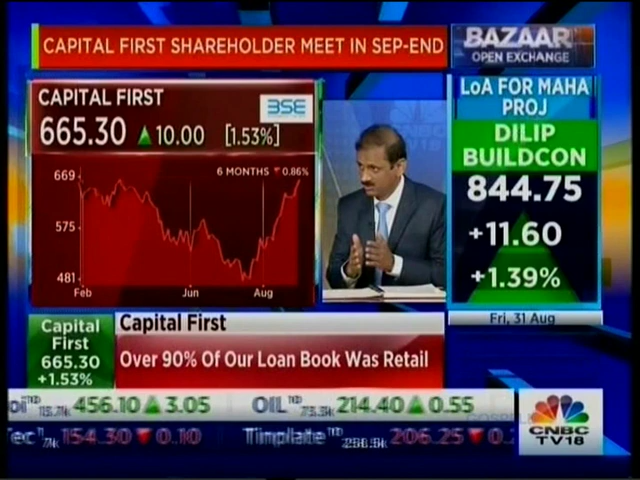 CAPITAL FIRST SHAREHOLDER MEET IN SEP-END
BAZAAR
OPEN EXCHANGE
CAPITAL FIRST
BSE
665.30 ▲ 10.00 [1.53%]
6 MONTHS ▼ 0.86%
669
575
481
Feb Jun Aug
LoA FOR MAHA
PROJ
DILIP
BUILDCON
844.75
+11.60
+1.39%
Fri, 31 Aug
Capital
First
665.30
+1.53%
Capital First
Over 90% Of Our Loan Book Was Retail
456.10 ▲ 3.05 OIL 214.40 ▲ 0.55
154.30 ▼ 0.10 Timplate 206.25 ▼ 0.
CNBC
TV18